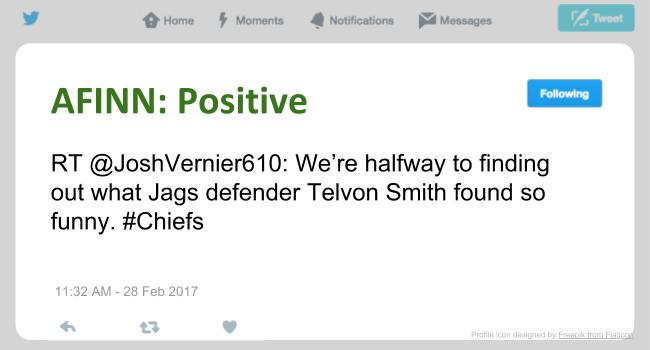 Home Moments Notifications Messages Tweet
AFINN: Positive
Following
RT @JoshVernier610: We’re halfway to finding
out what Jags defender Telvon Smith found so
funny. #Chiefs
11:32 AM - 28 Feb 2017
Profile icon designed by Freepik from Flaticon